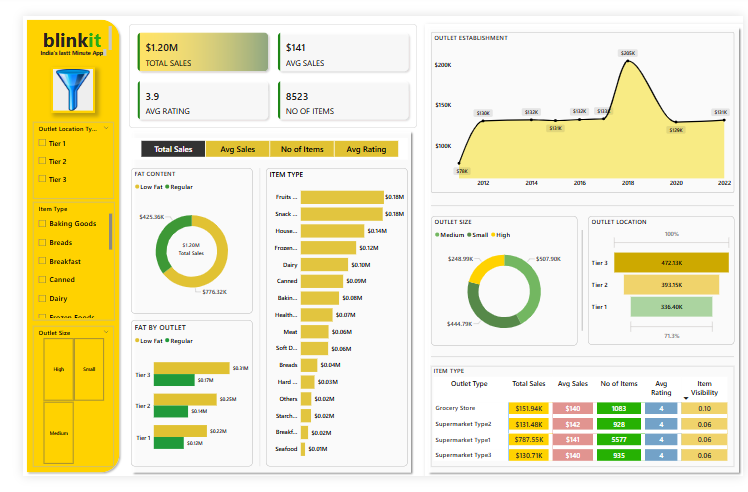 blinkit
India's lastt Minute App
Outlet Location Ty...
Tier 1
Tier 2
Tier 3
Item Type
Baking Goods
Breads
Breakfast
Canned
Dairy
Frozen Foods
Outlet Size
High
Small
Medium
$1.20M
TOTAL SALES
$141
AVG SALES
3.9
AVG RATING
8523
NO OF ITEMS
Total Sales
Avg Sales
No of Items
Avg Rating
FAT CONTENT
Low Fat
Regular
$425.36K
$1.20M
Total Sales
$776.32K
FAT BY OUTLET
Low Fat
Regular
Tier 3
$0.31M
$0.17M
Tier 2
$0.25M
$0.14M
Tier 1
$0.22M
$0.12M
ITEM TYPE
Fruits ...
$0.18M
Snack ...
$0.18M
House...
$0.14M
Frozen...
$0.12M
Dairy
$0.10M
Canned
$0.09M
Bakin...
$0.08M
Health...
$0.07M
Meat
$0.06M
Soft D...
$0.06M
Breads
$0.04M
Hard ...
$0.03M
Others
$0.02M
Starch...
$0.02M
Breakf...
$0.02M
Seafood
$0.01M
OUTLET ESTABLISHMENT
$200K
$150K
$100K
$78K
$130K
$132K
$131K
$132K
$205K
$129K
$131K
2012
2014
2016
2018
2020
2022
OUTLET SIZE
Medium
Small
High
$248.99K
$507.90K
$444.79K
OUTLET LOCATION
100%
Tier 3
472.13K
Tier 2
393.15K
Tier 1
336.40K
71.3%
ITEM TYPE
Outlet Type Total Sales Avg Sales No of Items Avg Rating Item Visibility
Grocery Store $151.94K $140 1083 4 0.10
Supermarket Type2 $131.48K $142 928 4 0.06
Supermarket Type1 $787.55K $141 5577 4 0.06
Supermarket Type3 $130.71K $140 935 4 0.06